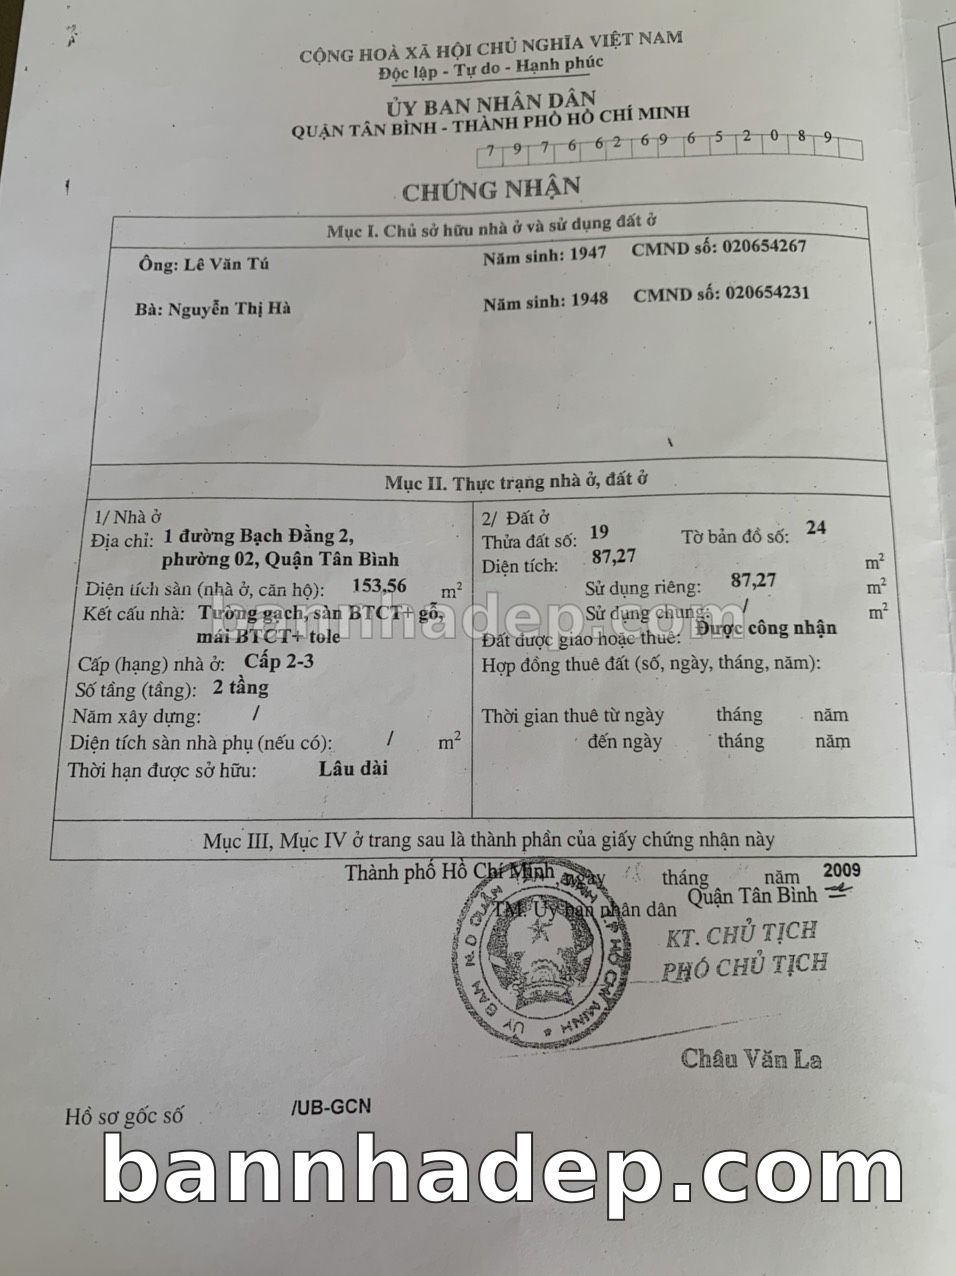 CỘNG HOÀ XÃ HỘI CHỦ NGHĨA VIỆT NAM
Độc lập - Tự do - Hạnh phúc
ỦY BAN NHÂN DÂN
QUẬN TÂN BÌNH - THÀNH PHỐ HỒ CHÍ MINH
7 9 7 6 6 2 6 9 6 5 2 0 8 9
CHỨNG NHẬN
Mục I. Chủ sở hữu nhà ở và sử dụng đất ở
Ông: Lê Văn Tú Năm sinh: 1947 CMND số: 020654267
Bà: Nguyễn Thị Hà Năm sinh: 1948 CMND số: 020654231
Mục II. Thực trạng nhà ở, đất ở
1/ Nhà ở
Địa chỉ: 1 đường Bạch Đằng 2,
phường 02, Quận Tân Bình
Diện tích sàn (nhà ở, căn hộ): 153,56 m²
Kết cấu nhà: Tường gạch, sàn BTCT+ gỗ,
mái BTCT+ tole
Cấp (hạng) nhà ở: Cấp 2-3
Số tầng (tầng): 2 tầng
Năm xây dựng: /
Diện tích sàn nhà phụ (nếu có): / m²
Thời hạn được sở hữu: Lâu dài
2/ Đất ở
Thửa đất số: 19 Tờ bản đồ số: 24
Diện tích: 87,27 m²
Sử dụng riêng: 87,27 m²
Sử dụng chung: / m²
Đất được giao hoặc thuê: Được công nhận
Hợp đồng thuê đất (số, ngày, tháng, năm):
Thời gian thuê từ ngày tháng năm
đến ngày tháng năm
bannhadep.com
Mục III, Mục IV ở trang sau là thành phần của giấy chứng nhận này
Thành phố Hồ Chí Minh, ngày tháng năm 2009
TM. Ủy ban nhân dân Quận Tân Bình
KT. CHỦ TỊCH
PHÓ CHỦ TỊCH
ỦY BAN N.D QUẬN TÂN BÌNH T.P HỒ CHÍ MINH
Châu Văn La
Hồ sơ gốc số /UB-GCN
bannhadep.com